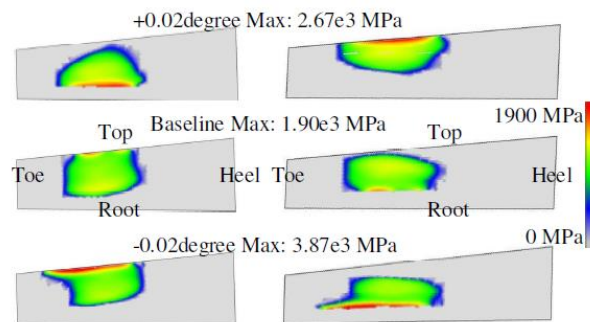 +0.02degree Max: 2.67e3 MPa
Baseline Max: 1.90e3 MPa
1900 MPa
Top
Top
Toe
Heel
Toe
Heel
Root
Root
-0.02degree Max: 3.87e3 MPa
0 MPa